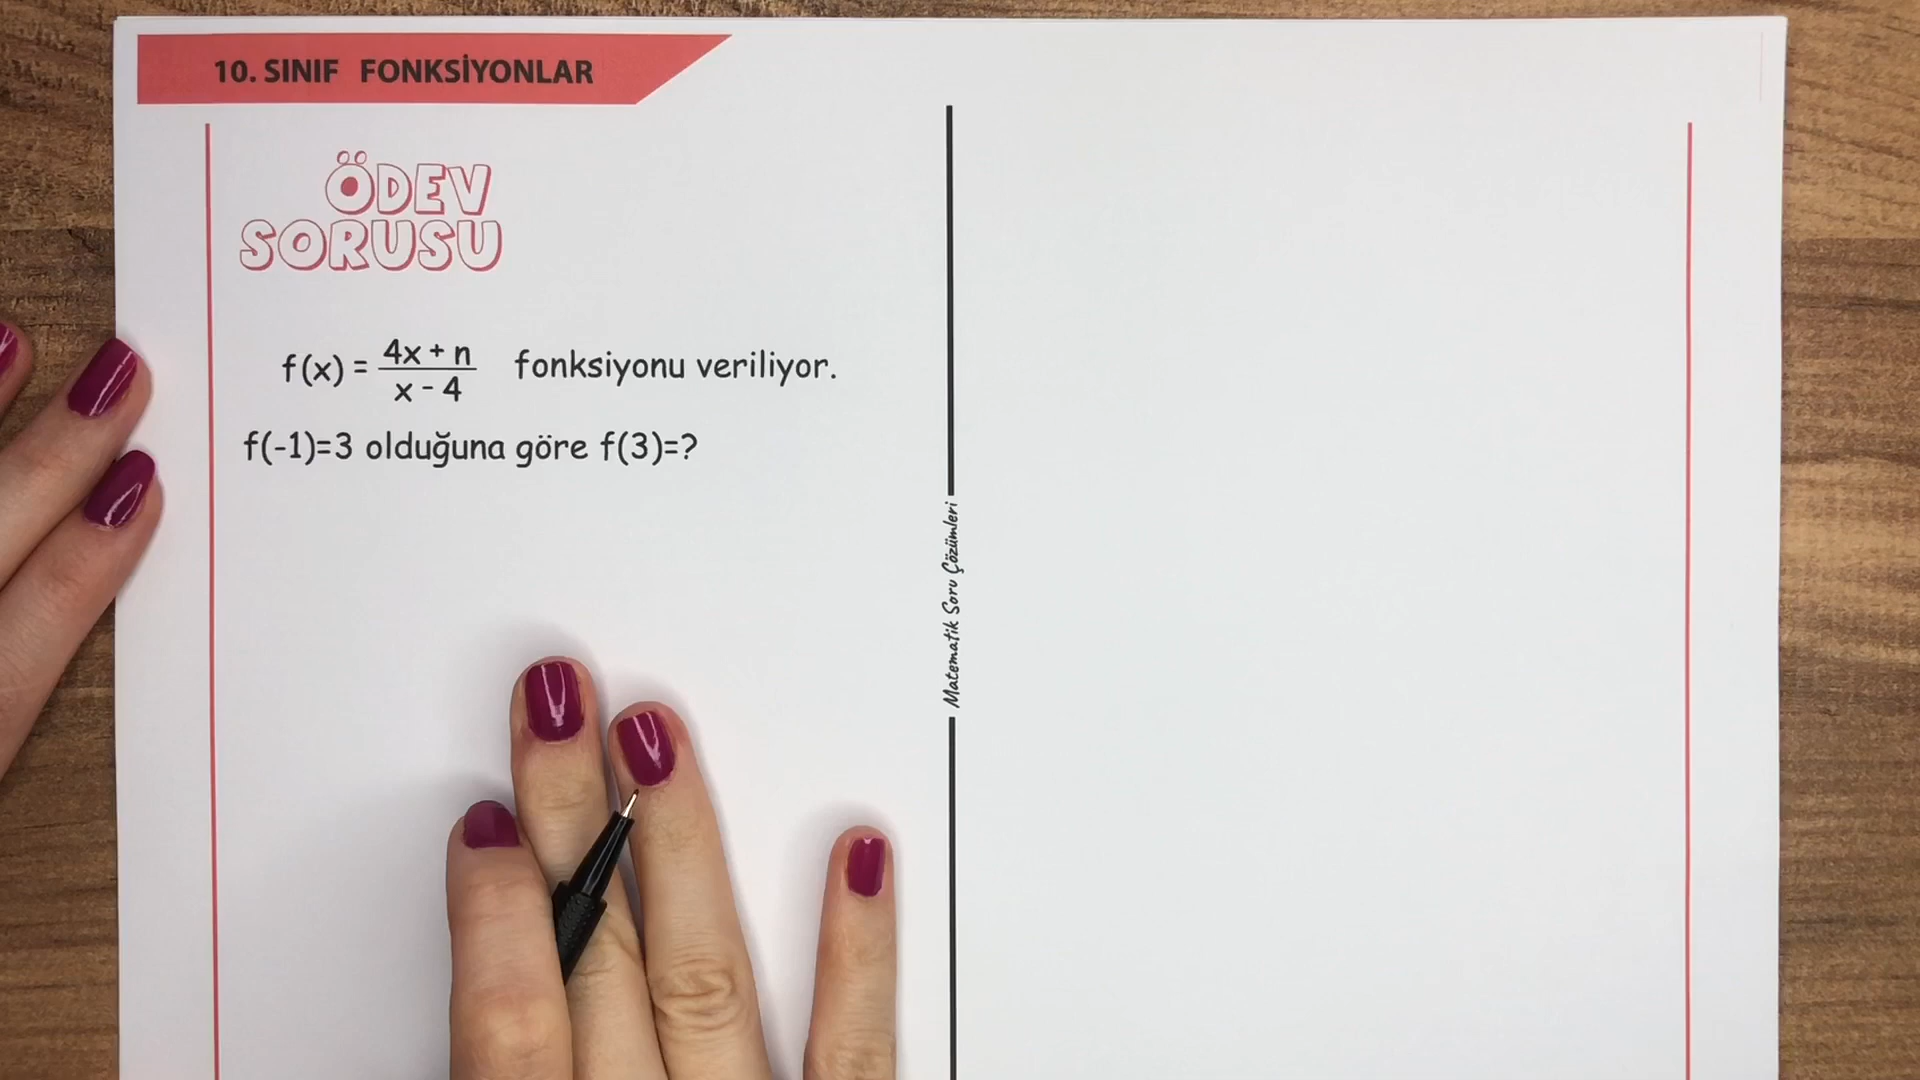 10. SINIF FONKSİYONLAR
ÖDEV
SORUSU
f(x) = 4x + n / x - 4 fonksiyonu veriliyor.
f(-1)=3 olduğuna göre f(3)=?
Matematik Soru Çözümleri